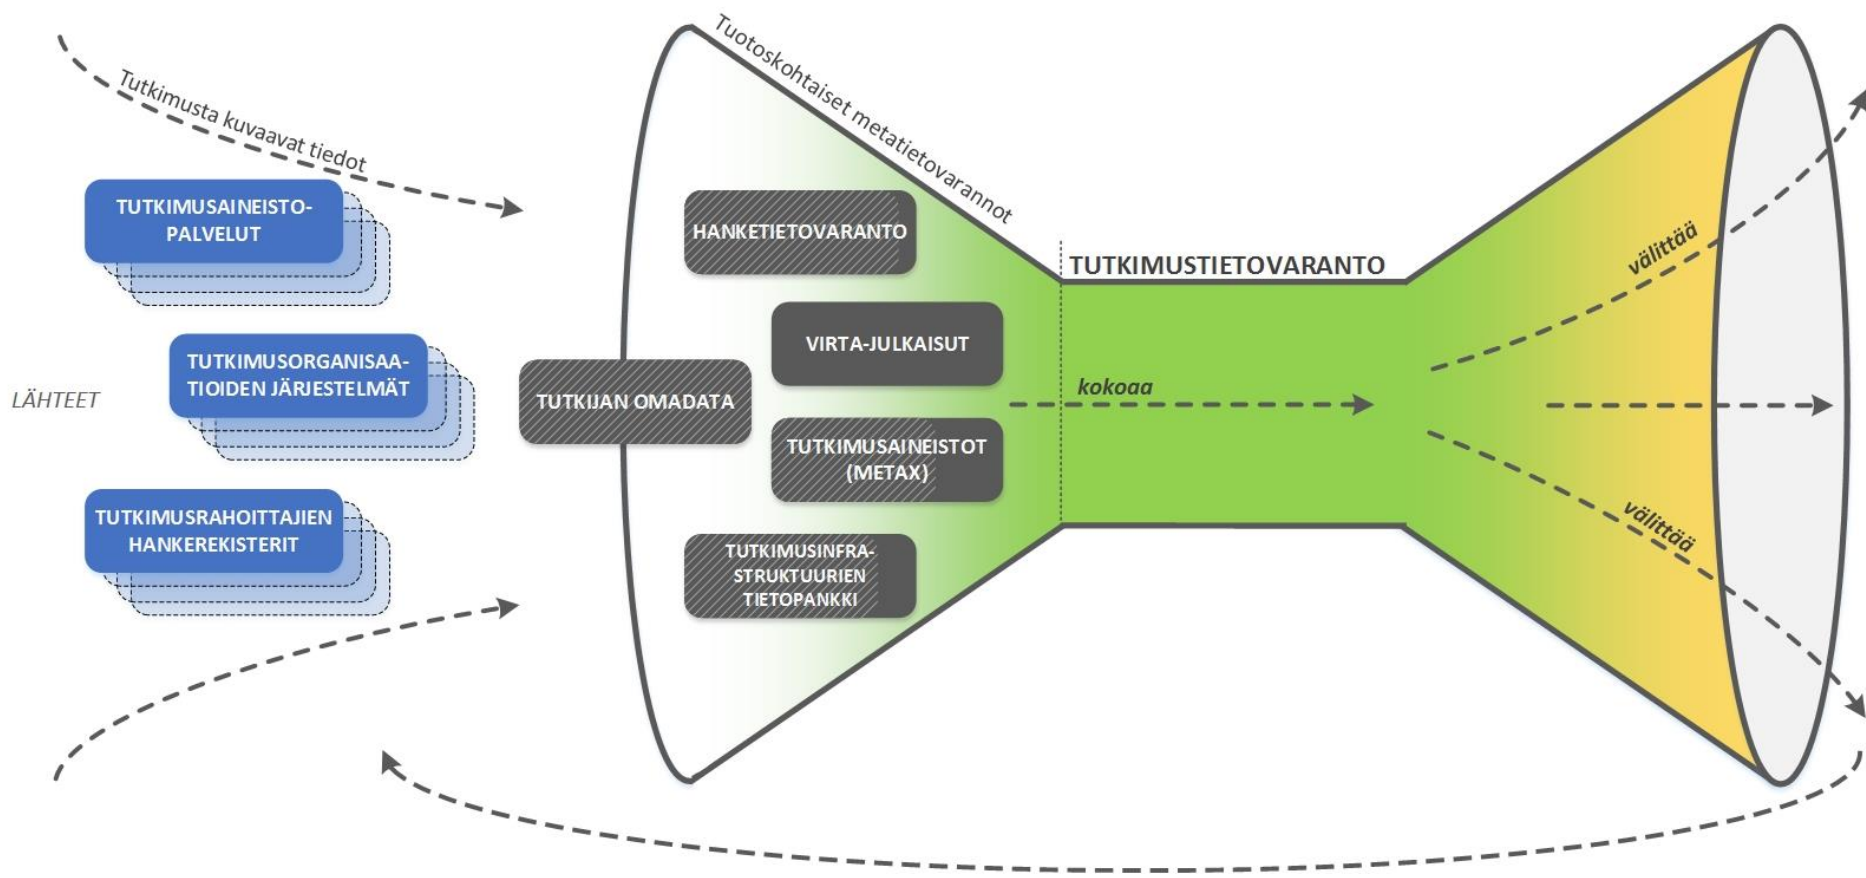 Tutkimusta kuvaavat tiedot
TUTKIMUSAINEISTO-
PALVELUT
LÄHTEET
TUTKIMUSORGANISAA-
TIOIDEN JÄRJESTELMÄT
TUTKIMUSRAHOITTAJIEN
HANKEREKISTERIT
Tuotoskohtaiset metatietovarannot
HANKETIETOVARANTO
VIRTA-JULKAISUT
TUTKIJAN OMADATA
TUTKIMUSAINEISTOT
(METAX)
TUTKIMUSINFRA-
STRUKTUURIEN
TIETOPANKKI
TUTKIMUSTIETOVARANTO
kokoaa
välittää
välittää